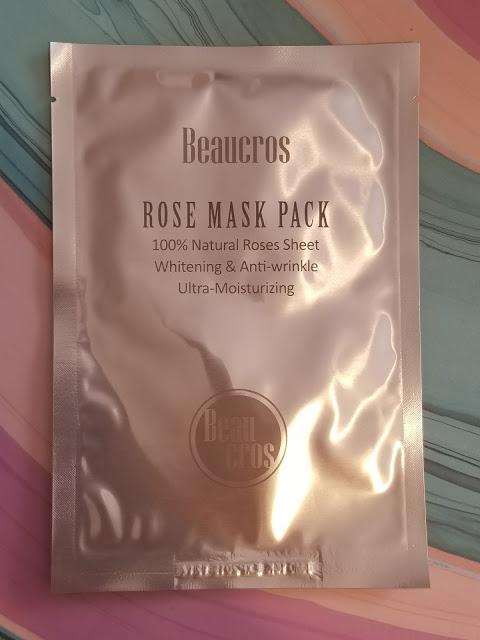 Beaucros
ROSE MASK PACK
100% Natural Roses Sheet
Whitening & Anti-wrinkle
Ultra-Moisturizing
Beau
cros